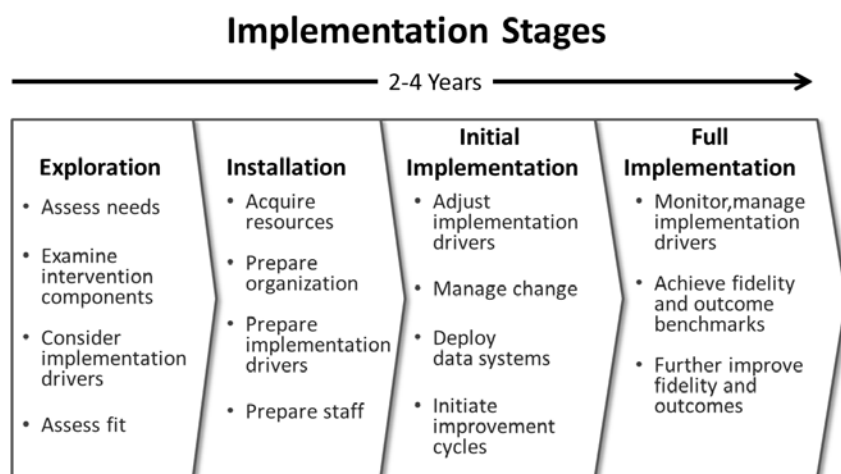 Implementation Stages
2-4 Years
Exploration
• Assess needs
• Examine
intervention
components
• Consider
implementation
drivers
• Assess fit
Installation
• Acquire
resources
• Prepare
organization
• Prepare
implementation
drivers
• Prepare staff
Initial
Implementation
• Adjust
implementation
drivers
• Manage change
• Deploy
data systems
• Initiate
improvement
cycles
Full
Implementation
• Monitor,manage
implementation
drivers
• Achieve fidelity
and outcome
benchmarks
• Further improve
fidelity and
outcomes